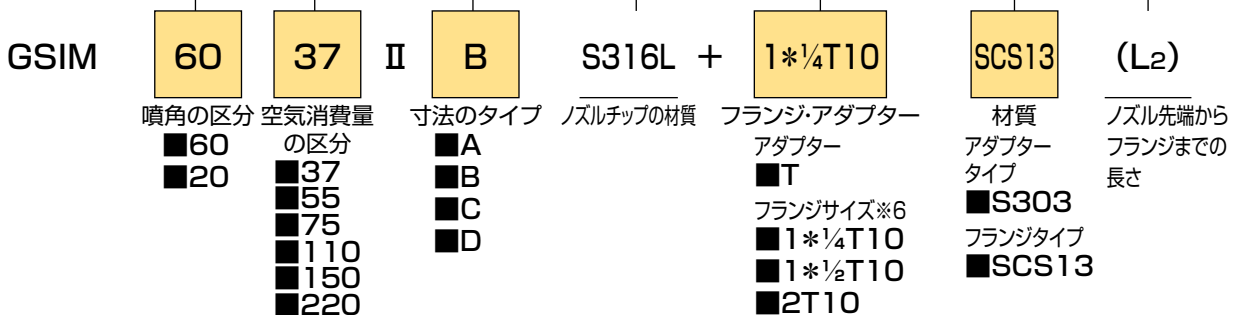 GSIM 60 37 Ⅱ B S316L + 1*¼T10 SCS13 (L₂)
噴角の区分
■60
■20
空気消費量
の区分
■37
■55
■75
■110
■150
■220
寸法のタイプ
■A
■B
■C
■D
ノズルチップの材質
フランジ・アダプター
アダプター
■T
フランジサイズ※6
■1*¼T10
■1*½T10
■2T10
材質
アダプター
タイプ
■S303
フランジタイプ
■SCS13
ノズル先端から
フランジまでの
長さ